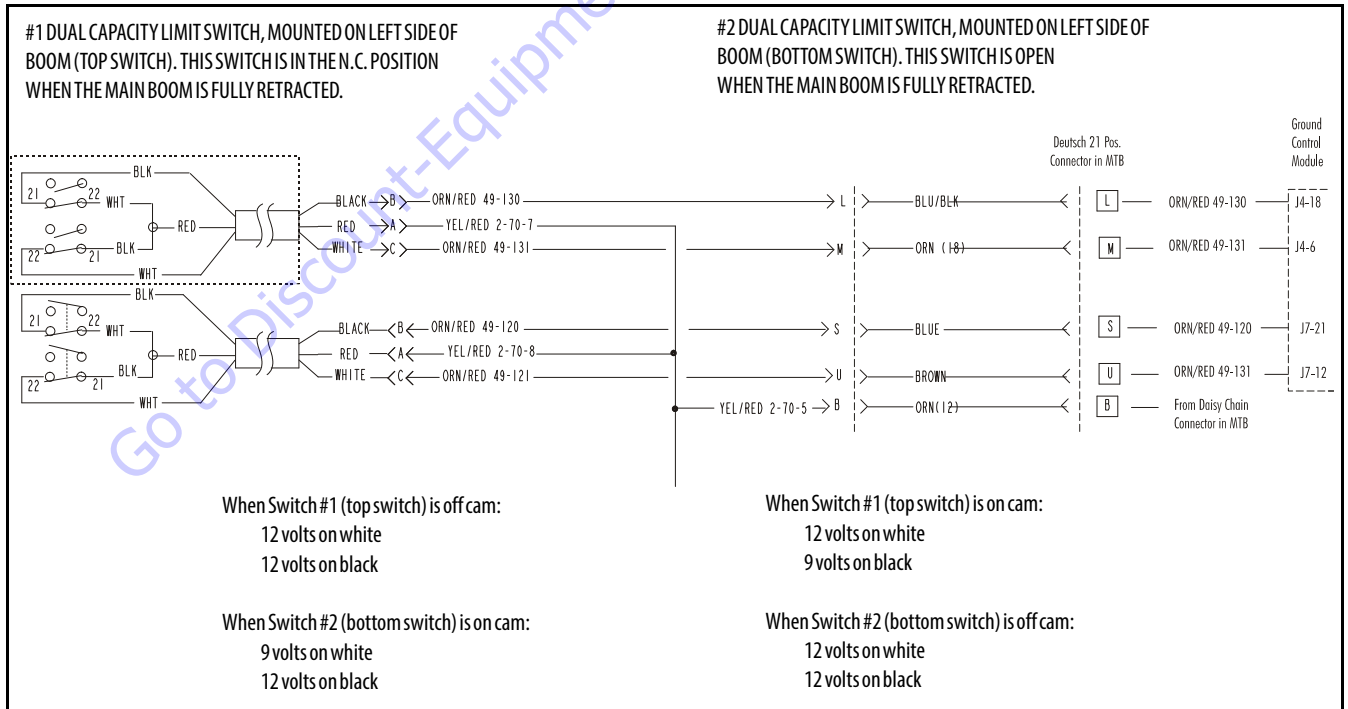 #1 DUAL CAPACITY LIMIT SWITCH, MOUNTED ON LEFT SIDE OF
BOOM (TOP SWITCH). THIS SWITCH IS IN THE N.C. POSITION
WHEN THE MAIN BOOM IS FULLY RETRACTED.
#2 DUAL CAPACITY LIMIT SWITCH, MOUNTED ON LEFT SIDE OF
BOOM (BOTTOM SWITCH). THIS SWITCH IS OPEN
WHEN THE MAIN BOOM IS FULLY RETRACTED.
Deutsch 21 Pos.
Connector in MTB
Ground
Control
Module
BLK
21 22 WHT
RED
22 21 BLK
WHT
BLACK B ORN/RED 49-130 L BLU/BLK L ORN/RED 49-130 J4-18
RED A YEL/RED 2-70-7
WHITE C ORN/RED 49-131 M ORN (18) M ORN/RED 49-131 J4-6
BLK
21 22 WHT
RED
22 21 BLK
WHT
BLACK B ORN/RED 49-120 S BLUE S ORN/RED 49-120 J7-21
RED A YEL/RED 2-70-8
WHITE C ORN/RED 49-121 U BROWN U ORN/RED 49-131 J7-12
YEL/RED 2-70-5 B ORN(12) B From Daisy Chain
Connector in MTB
When Switch #1 (top switch) is off cam:
12 volts on white
12 volts on black
When Switch #1 (top switch) is on cam:
12 volts on white
9 volts on black
When Switch #2 (bottom switch) is on cam:
9 volts on white
12 volts on black
When Switch #2 (bottom switch) is off cam:
12 volts on white
12 volts on black
Go to Discount-Equipme